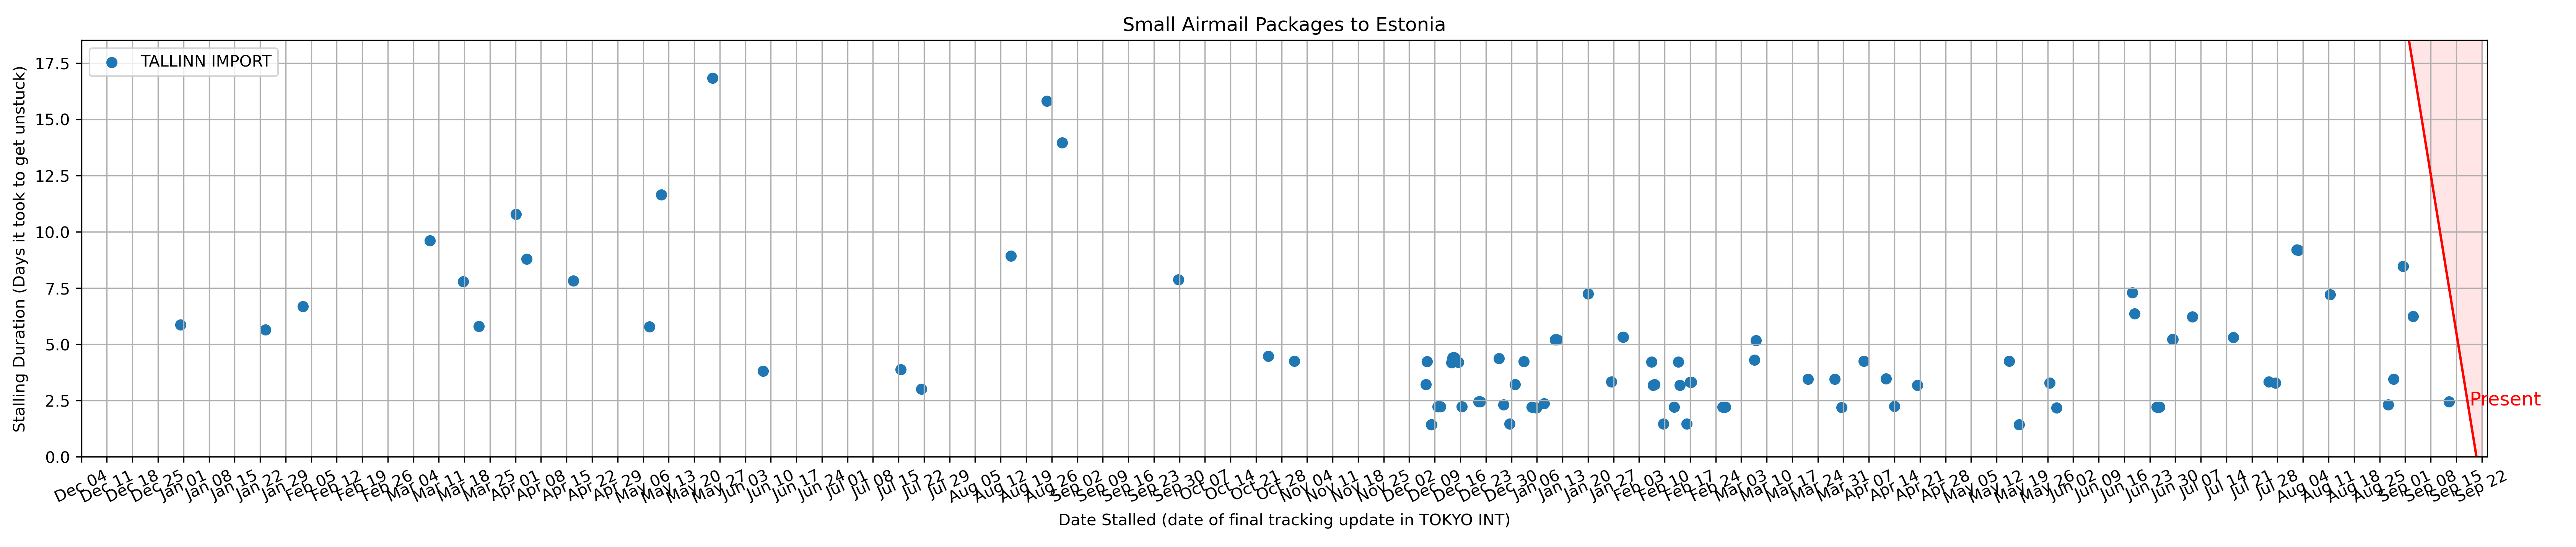 Small Airmail Packages to Estonia
TALLINN IMPORT
Stalling Duration (Days it took to get unstuck)
17.5
15.0
12.5
10.0
7.5
5.0
2.5
0.0
Present
Dec 04 Dec 11 Dec 18 Dec 25 Jan 01 Jan 08 Jan 15 Jan 22 Jan 29 Feb 05 Feb 12 Feb 19 Feb 26 Mar 04 Mar 11 Mar 18 Mar 25 Apr 01 Apr 08 Apr 15 Apr 22 Apr 29 May 06 May 13 May 20 May 27 Jun 03 Jun 10 Jun 17 Jun 24 Jul 01 Jul 08 Jul 15 Jul 22 Jul 29 Aug 05 Aug 12 Aug 19 Aug 26 Sep 02 Sep 09 Sep 16 Sep 23 Sep 30 Oct 07 Oct 14 Oct 21 Oct 28 Nov 04 Nov 11 Nov 18 Nov 25 Dec 02 Dec 09 Dec 16 Dec 23 Dec 30 Jan 06 Jan 13 Jan 20 Jan 27 Feb 03 Feb 10 Feb 17 Feb 24 Mar 03 Mar 10 Mar 17 Mar 24 Mar 31 Apr 07 Apr 14 Apr 21 Apr 28 May 05 May 12 May 19 May 26 Jun 02 Jun 09 Jun 16 Jun 23 Jun 30 Jul 07 Jul 14 Jul 21 Jul 28 Aug 04 Aug 11 Aug 18 Aug 25 Sep 01 Sep 08 Sep 15 Sep 22
Date Stalled (date of final tracking update in TOKYO INT)